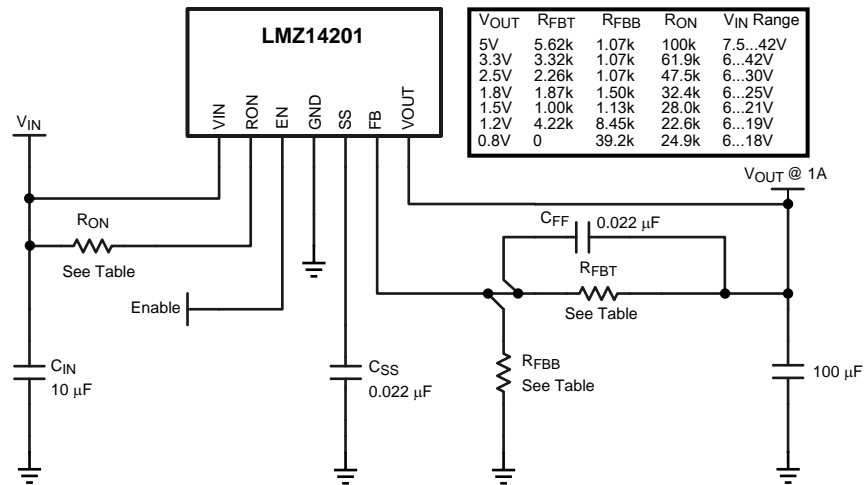 LMZ14201
VIN RON EN GND SS FB VOUT
VOUT RFBT RFBB RON VIN Range
5V 5.62k 1.07k 100k 7.5...42V
3.3V 3.32k 1.07k 61.9k 6...42V
2.5V 2.26k 1.07k 47.5k 6...30V
1.8V 1.87k 1.50k 32.4k 6...25V
1.5V 1.00k 1.13k 28.0k 6...21V
1.2V 4.22k 8.45k 22.6k 6...19V
0.8V 0 39.2k 24.9k 6...18V
VIN
VOUT @ 1A
RON
See Table
CFF 0.022 μF
RFBT
See Table
Enable
CIN
10 μF
CSS
0.022 μF
RFBB
See Table
100 μF